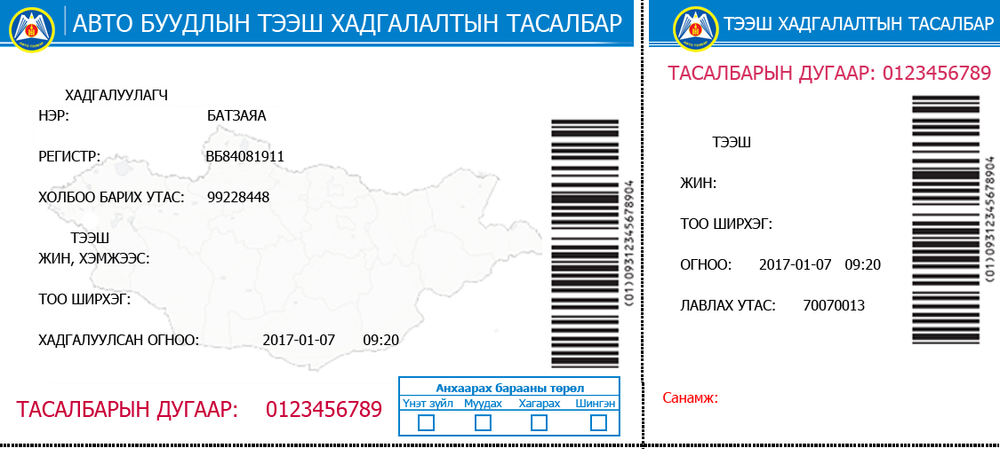 АВТО БУУДЛЫН ТЭЭШ ХАДГАЛАЛТЫН ТАСАЛБАР
ХАДГАЛУУЛАГЧ
НЭР: БАТЗАЯА
РЕГИСТР: ВБ84081911
ХОЛБОО БАРИХ УТАС: 99228448
ТЭЭШ
ЖИН, ХЭМЖЭЭС:
ТОО ШИРХЭГ:
ХАДГАЛУУЛСАН ОГНОО: 2017-01-07 09:20
ТАСАЛБАРЫН ДУГААР: 0123456789
Анхаарах барааны төрөл
Үнэт зүйл Муудах Хагарах Шингэн
(01)09312345678904
ТЭЭШ ХАДГАЛАЛТЫН ТАСАЛБАР
ТАСАЛБАРЫН ДУГААР: 0123456789
ТЭЭШ
ЖИН:
ТОО ШИРХЭГ:
ОГНОО: 2017-01-07 09:20
ЛАВЛАХ УТАС: 70070013
(01)09312345678904
Санамж: